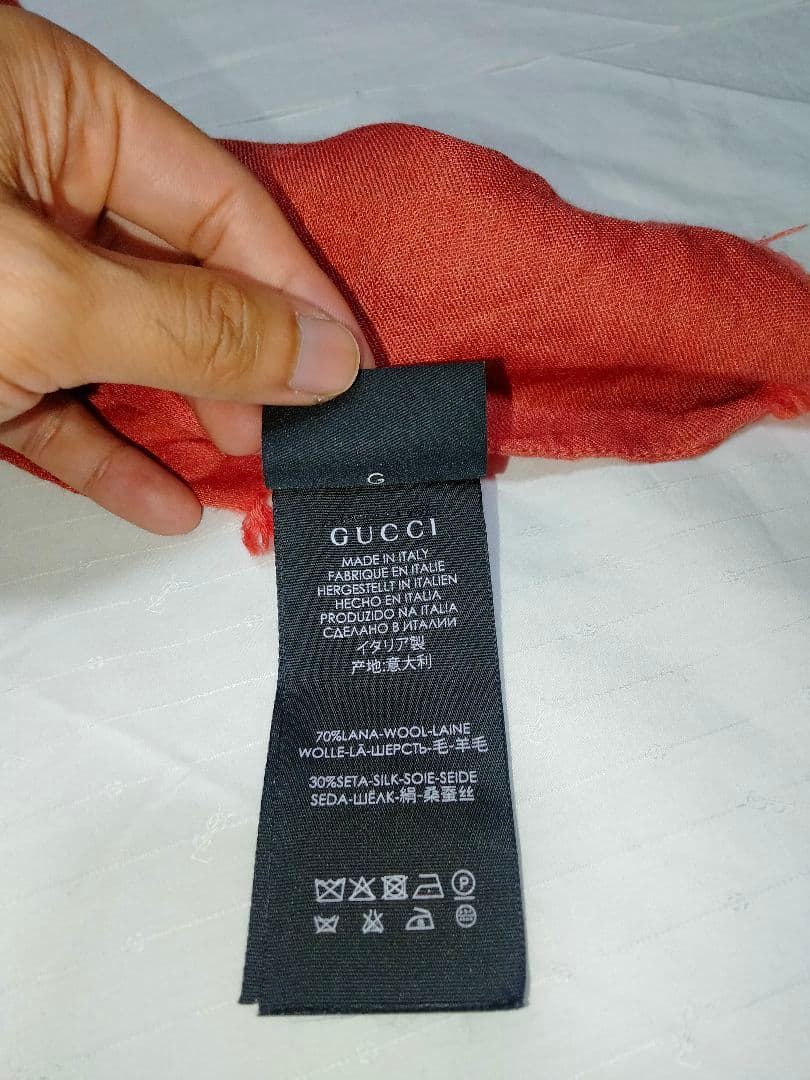 G
GUCCI
MADE IN ITALY
FABRIQUE EN ITALIE
HERGESTELLT IN ITALIEN
HECHO EN ITALIA
PRODUZIDO NA ITALIA
СДЕЛАНО В ИТАЛИИ
イタリア製
产地:意大利
70%LANA-WOOL-LAINE
WOLLE-LÃ-ШЕРСТЬ-毛-羊毛
30%SETA-SILK-SOIE-SEIDE
SEDA-ШЁЛК-絹-桑蚕丝
P